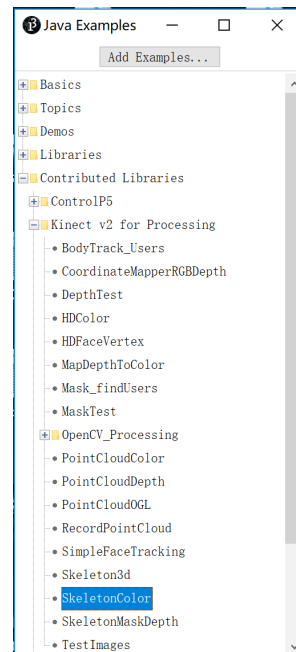 Java Examples
Add Examples...
Basics
Topics
Demos
Libraries
Contributed Libraries
ControlP5
Kinect v2 for Processing
BodyTrack_Users
CoordinateMapperRGBDepth
DepthTest
HDColor
HDFaceVertex
MapDepthToColor
Mask_findUsers
MaskTest
OpenCV_Processing
PointCloudColor
PointCloudDepth
PointCloudOGL
RecordPointCloud
SimpleFaceTracking
Skeleton3d
SkeletonColor
SkeletonMaskDepth
TestImages